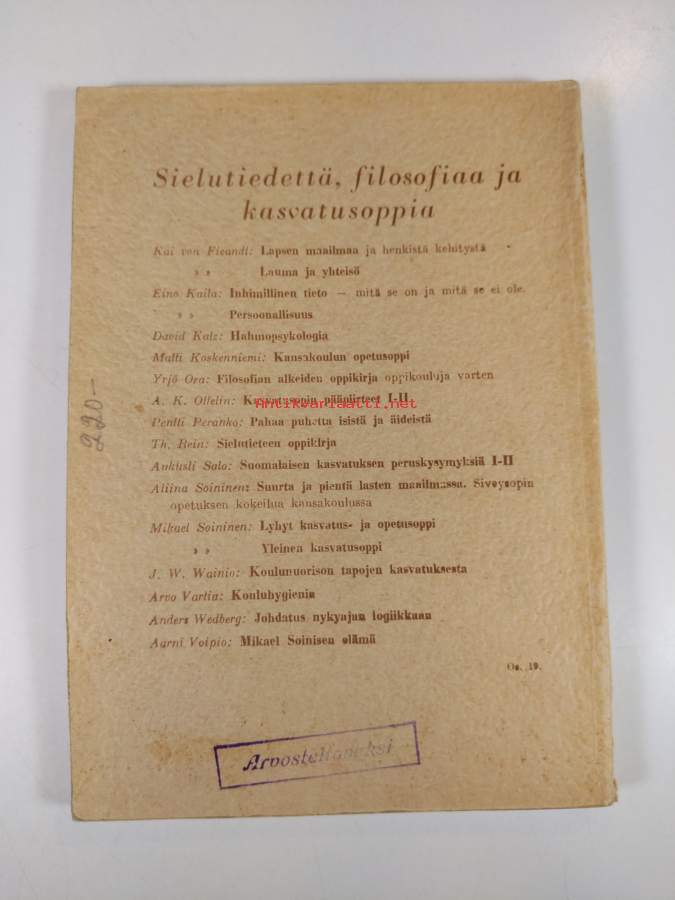 Sielutiedettä, filosofiaa ja
kasvatusoppia
Kai von Fieandt: Lapsen maailmaa ja henkistä kehitystä
» » Lauma ja yhteisö
Eino Kaila: Inhimillinen tieto — mitä se on ja mitä se ei ole.
» » Persoonallisuus
David Katz: Hahmopsykologia
Matti Koskenniemi: Kansakoulun opetusoppi
Yrjö Ora: Filosofian alkeiden oppikirja oppikouluja varten
A. K. Ottelin: Kasvatusopin pääpiirteet I-II
Antikvariaatti.net
Pentti Peranko: Pahaa puhetta isistä ja äideistä
Th. Rein: Sielutieteen oppikirja
Aukusti Salo: Suomalaisen kasvatuksen peruskysymyksiä I-II
Aliina Soininen: Suurta ja pientä lasten maailmassa. Siveysopin
opetuksen kokeilua kansakoulussa
Mikael Soininen: Lyhyt kasvatus- ja opetusoppi
» » Yleinen kasvatusoppi
J. W. Wainio: Koulunuorison tapojen kasvatuksesta
Arvo Vartia: Kouluhygienia
Anders Wedberg: Johdatus nykyajan logiikkaan
Aarni Voipio: Mikael Soinisen elämä
Os. 19.
220-
Arvosteltavaksi